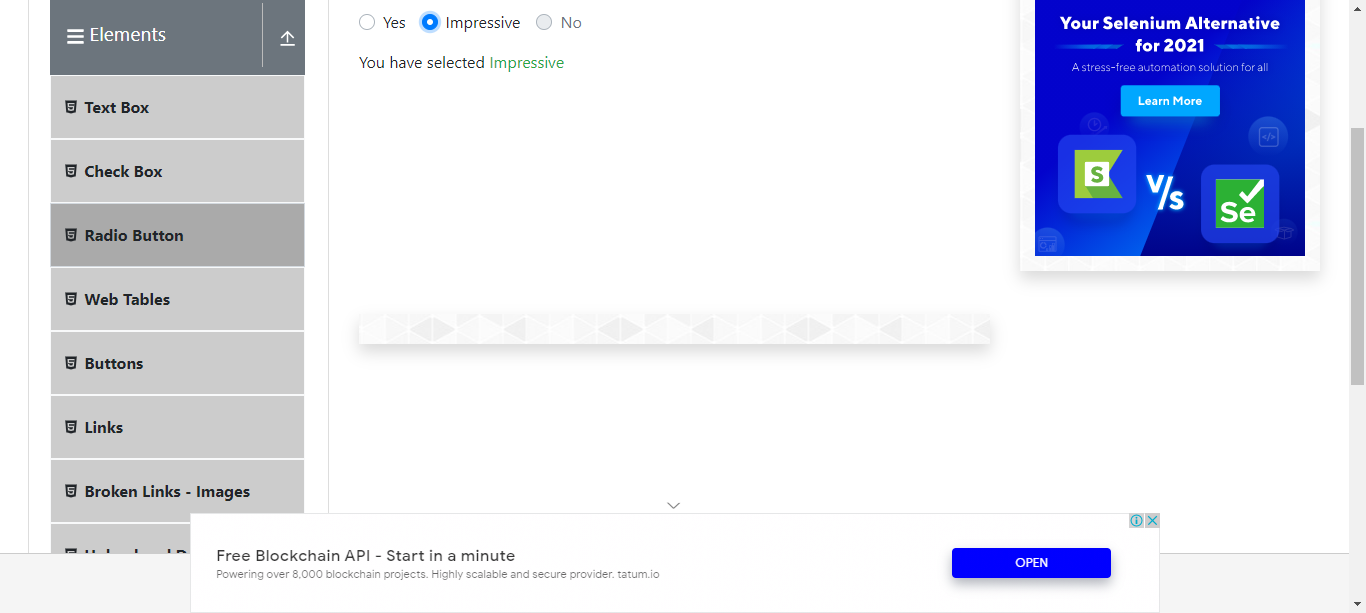 Elements
Yes
Impressive
No
You have selected Impressive
Text Box
Check Box
Radio Button
Web Tables
Buttons
Links
Broken Links - Images
Your Selenium Alternative
for 2021
A stress-free automation solution for all
Learn More
S
V/s
Se
Free Blockchain API - Start in a minute
Powering over 8,000 blockchain projects. Highly scalable and secure provider. tatum.io
OPEN